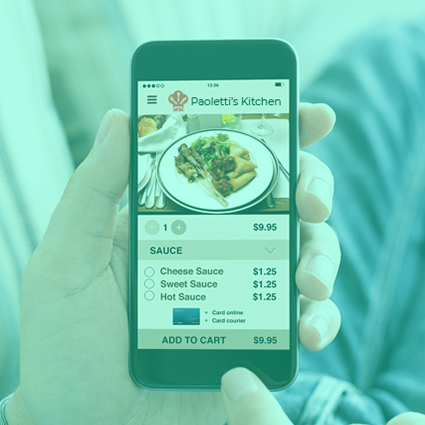 12:36
Paoletti's Kitchen
1 $9.95
SAUCE
Cheese Sauce $1.25
Sweet Sauce $1.25
Hot Sauce $1.25
Card online
Card courier
ADD TO CART $9.95